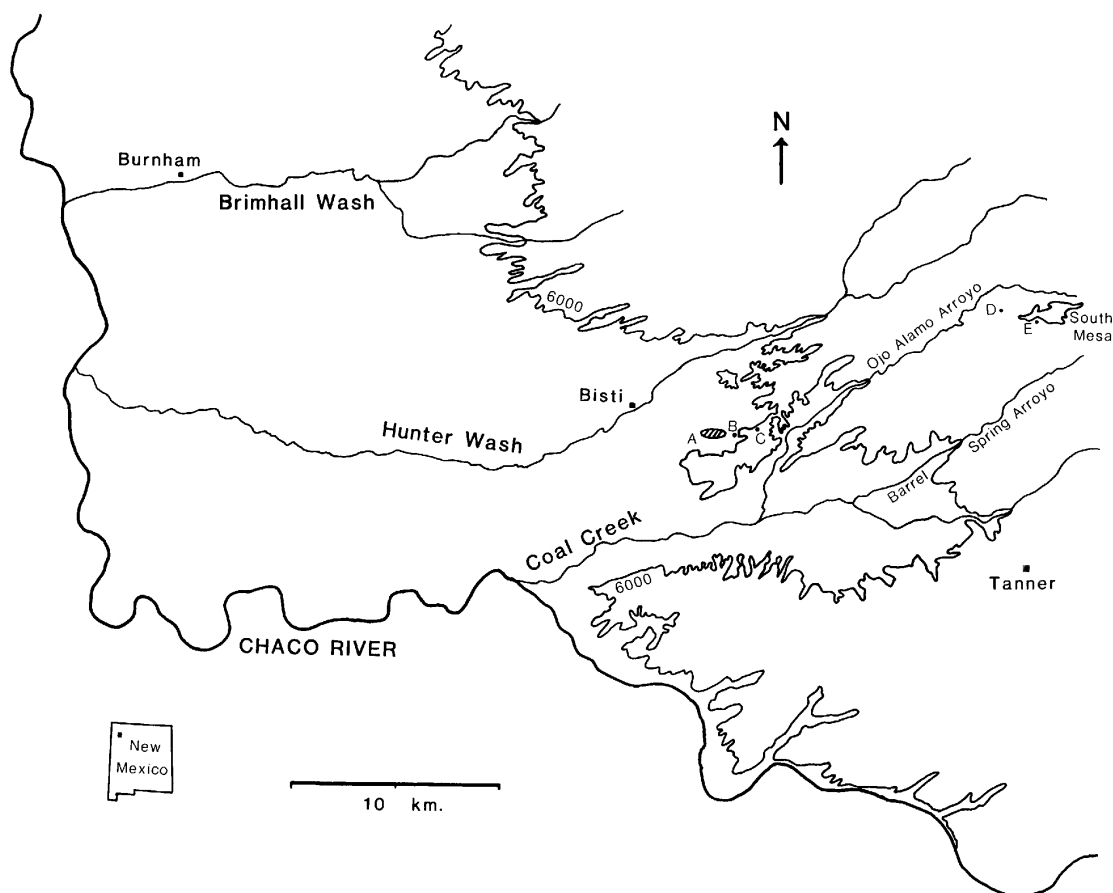 N
Burnham
Brimhall Wash
6000
Ojo Alamo Arroyo
D
E
South
Mesa
Bisti
Hunter Wash
A
B
C
Barrel
Spring Arroyo
Coal Creek
6000
Tanner
CHACO RIVER
New
Mexico
10 km.